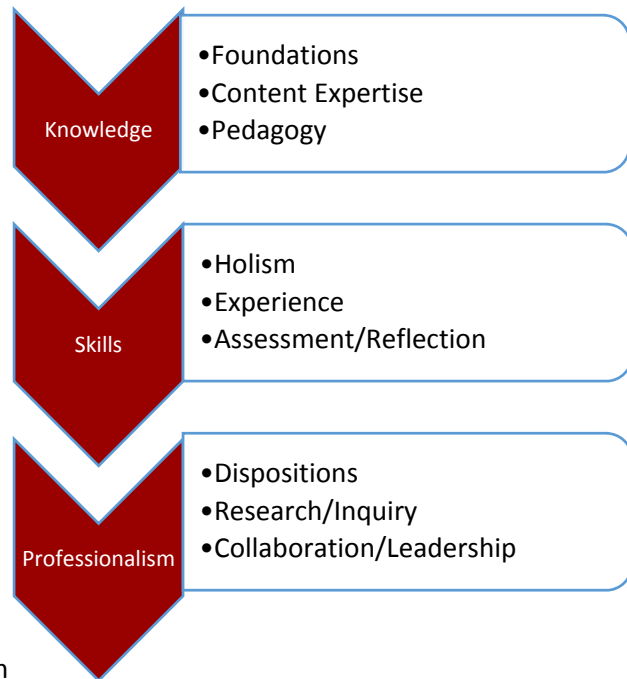 Knowledge
•Foundations
•Content Expertise
•Pedagogy
Skills
•Holism
•Experience
•Assessment/Reflection
Professionalism
•Dispositions
•Research/Inquiry
•Collaboration/Leadership